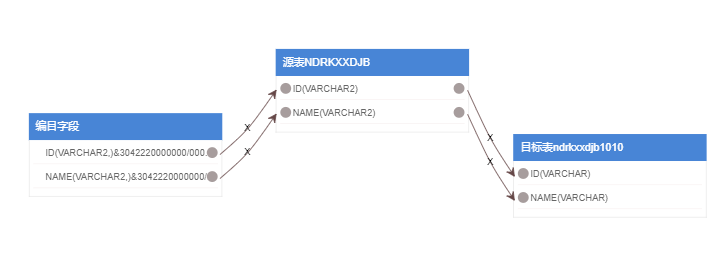 编目字段
ID(VARCHAR2,)&3042220000000/000.
NAME(VARCHAR2,)&3042220000000/
源表NDRKXXDJB
ID(VARCHAR2)
NAME(VARCHAR2)
X
X
X
X
目标表ndrkxxdjb1010
ID(VARCHAR)
NAME(VARCHAR)